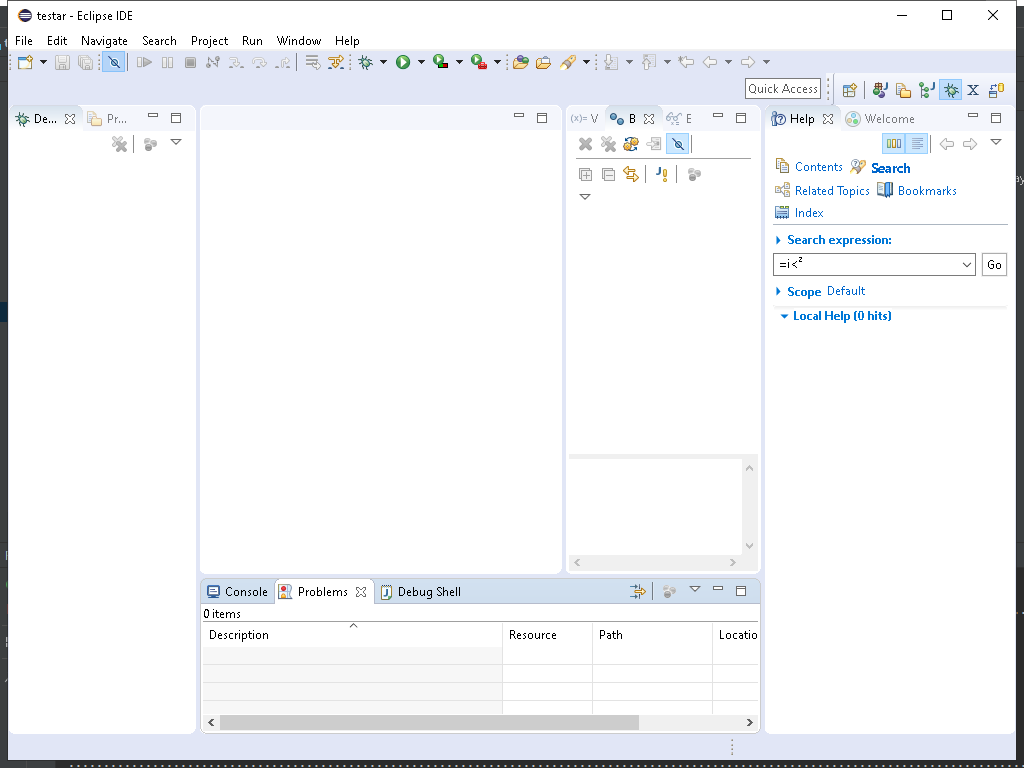 testar - Eclipse IDE
File Edit Navigate Search Project Run Window Help
Quick Access
De... Pr...
(x)= V B E
Help Welcome
Contents Search
Related Topics Bookmarks
Index
Search expression:
=i<² Go
Scope Default
Local Help (0 hits)
Console Problems Debug Shell
0 items
Description Resource Path Locatio